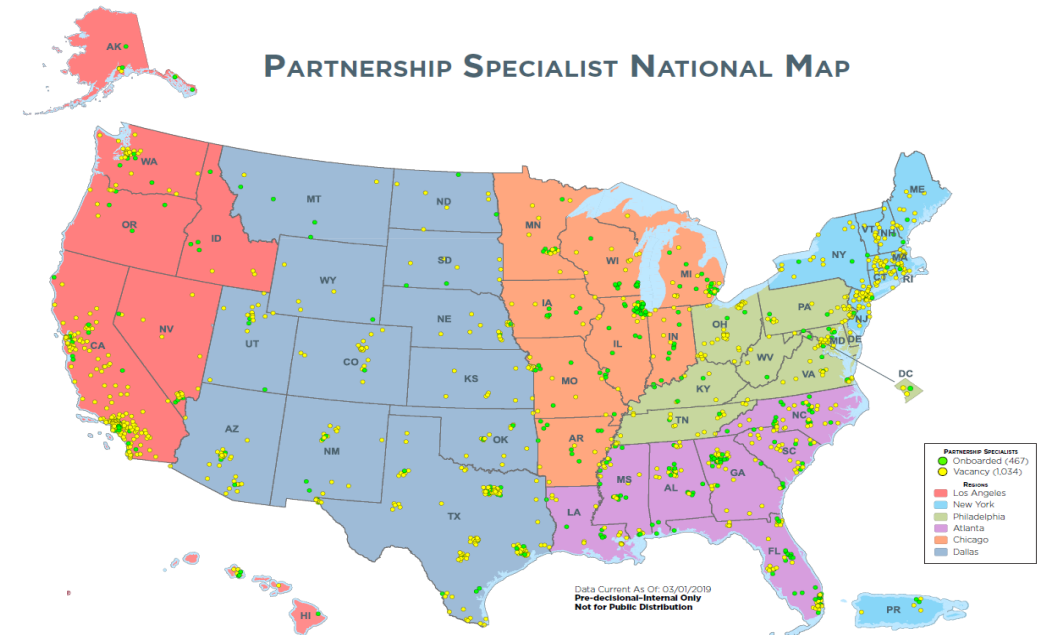 PARTNERSHIP SPECIALIST NATIONAL MAP
AK
WA
OR
ID
MT
ND
MN
SD
WY
NE
NV
UT
CO
KS
CA
AZ
NM
OK
TX
WI
MI
IA
IL
IN
MO
AR
OH
PA
WV
VA
KY
TN
MD
DE
DC
NJ
NY
VT
NH
ME
MA
CT
RI
NC
SC
GA
AL
MS
LA
FL
HI
PR
PARTNERSHIP SPECIALISTS
Onboarded (467)
Vacancy (1,034)
REGIONS
Los Angeles
New York
Philadelphia
Atlanta
Chicago
Dallas
Data Current As Of: 03/01/2019
Pre-decisional–Internal Only
Not for Public Distribution